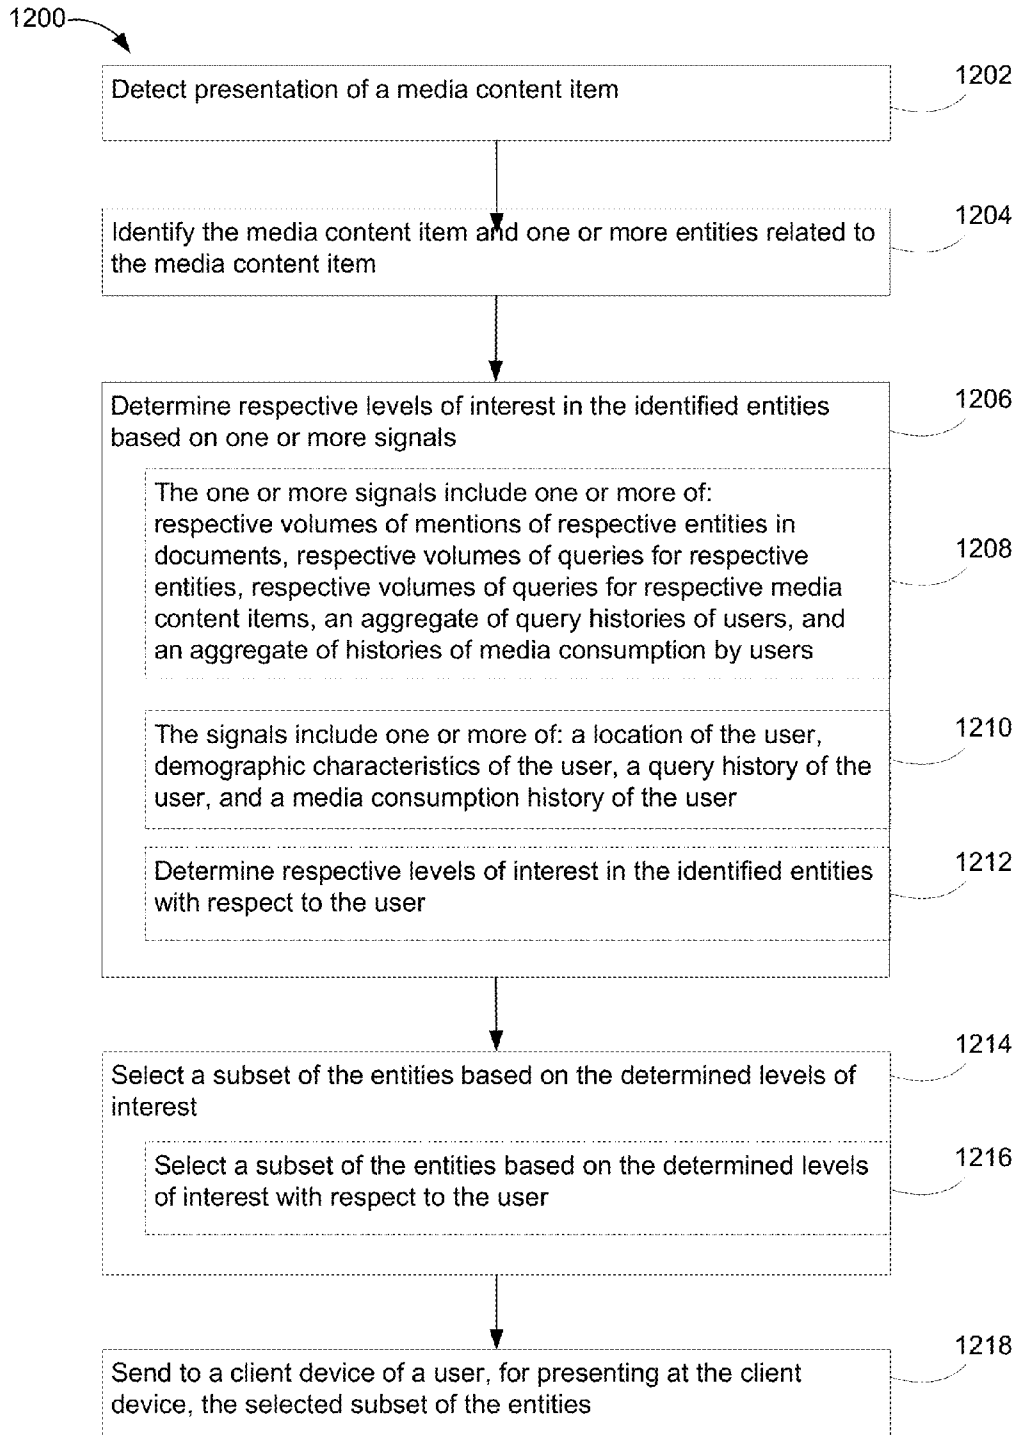 1200
Detect presentation of a media content item
1202
Identify the media content item and one or more entities related to
the media content item
1204
Determine respective levels of interest in the identified entities
based on one or more signals
1206
The one or more signals include one or more of:
respective volumes of mentions of respective entities in
documents, respective volumes of queries for respective
entities, respective volumes of queries for respective media
content items, an aggregate of query histories of users, and
an aggregate of histories of media consumption by users
1208
The signals include one or more of: a location of the user,
demographic characteristics of the user, a query history of the
user, and a media consumption history of the user
1210
Determine respective levels of interest in the identified entities
with respect to the user
1212
Select a subset of the entities based on the determined levels of
interest
1214
Select a subset of the entities based on the determined levels
of interest with respect to the user
1216
Send to a client device of a user, for presenting at the client
device, the selected subset of the entities
1218